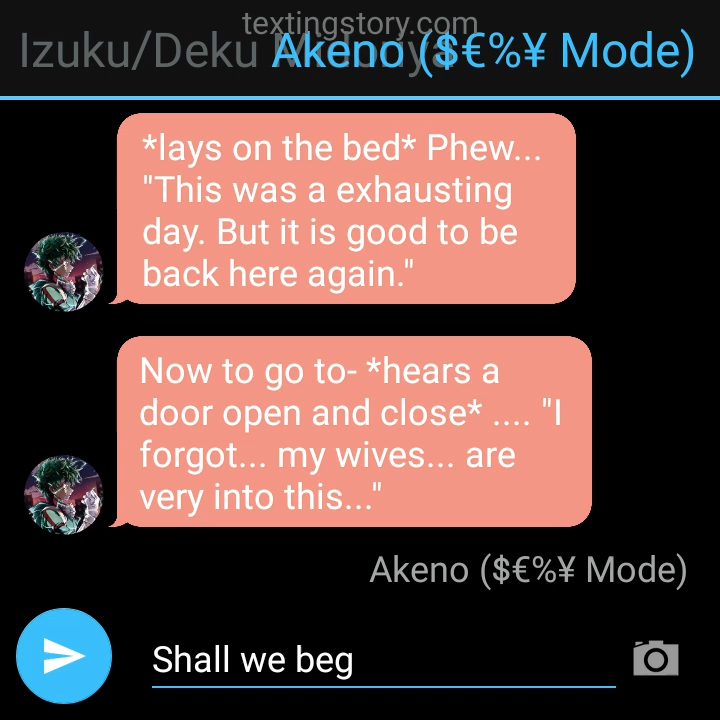 textingstory.com
Izuku/Deku Midoriya
Akeno ($€%¥ Mode)
*lays on the bed* Phew...
"This was a exhausting
day. But it is good to be
back here again."
Now to go to- *hears a
door open and close* .... "I
forgot... my wives... are
very into this..."
Akeno ($€%¥ Mode)
Shall we beg